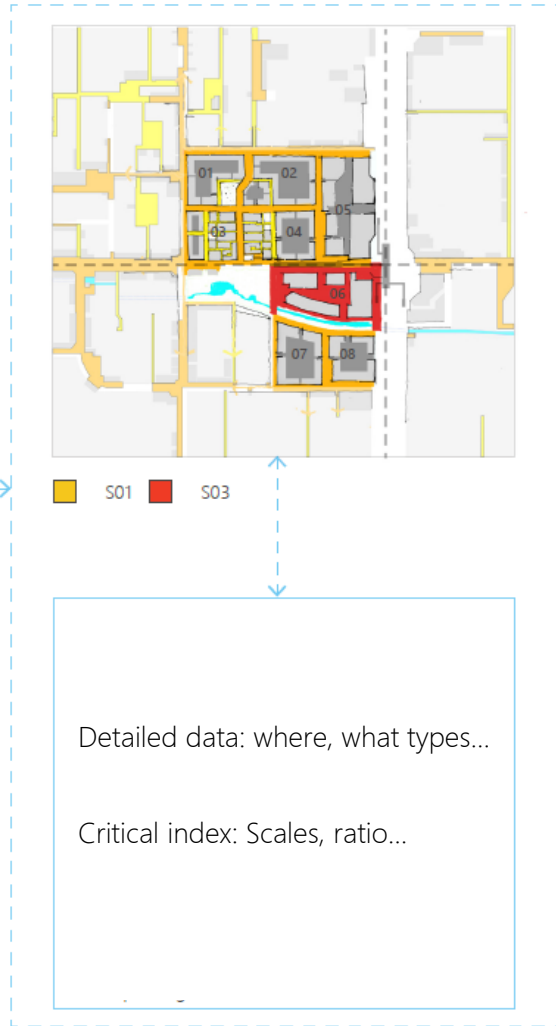 01
02
03
04
05
06
07
08
S01 S03
Detailed data: where, what types...
Critical index: Scales, ratio...